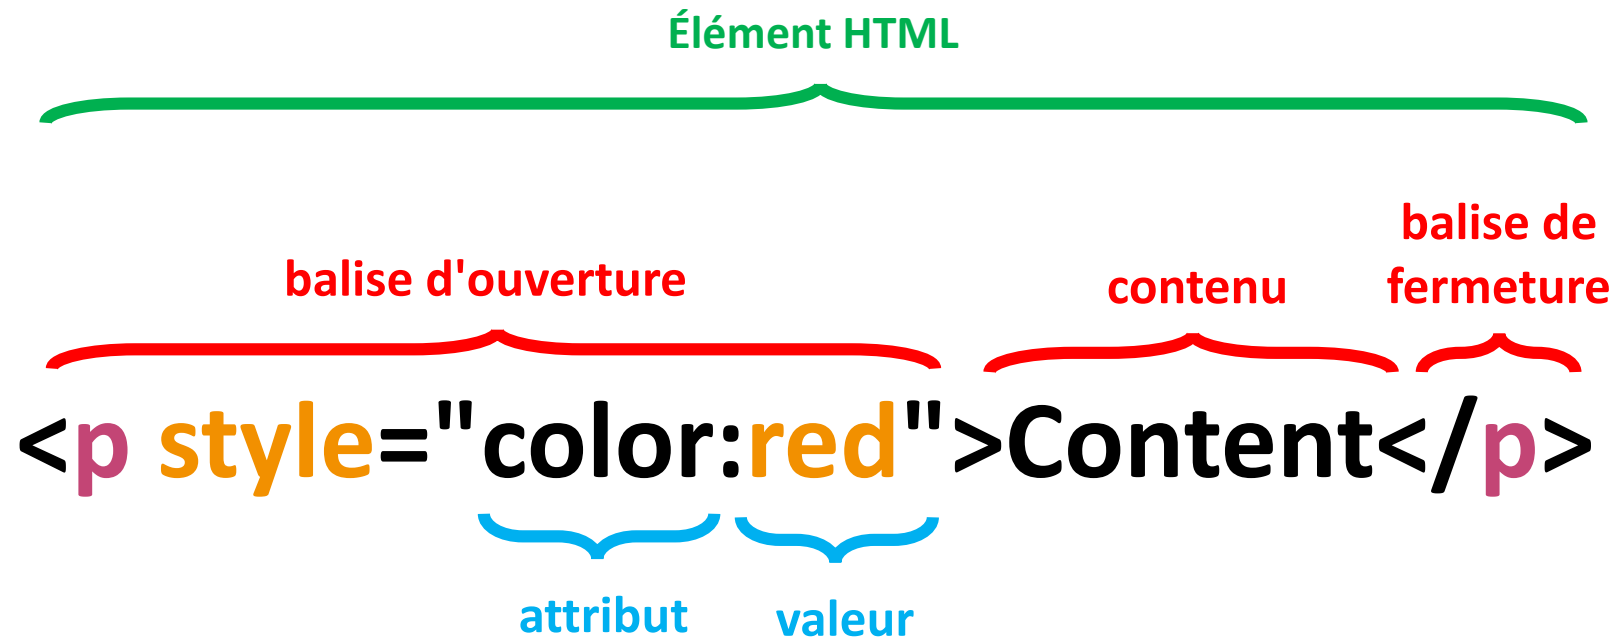 Élément HTML
balise d'ouverture
contenu
balise de
fermeture
<p style="color:red">Content</p>
attribut
valeur